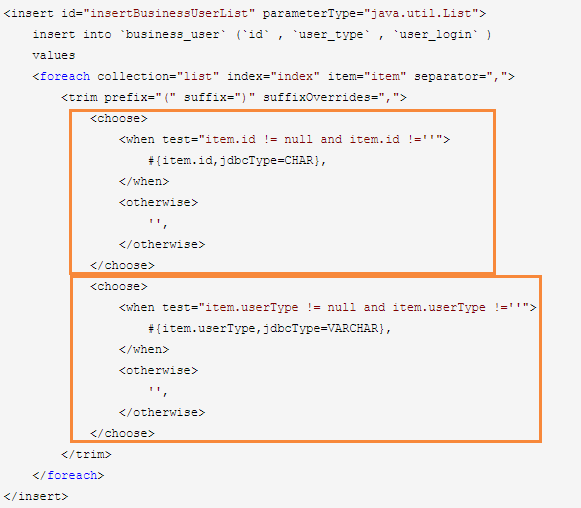 <insert id="insertBusinessUserList" parameterType="java.util.List">
insert into `business_user` (`id` , `user_type` , `user_login` )
values
<foreach collection="list" index="index" item="item" separator=",">
<trim prefix="(" suffix=")" suffixOverrides=",">
<choose>
<when test="item.id != null and item.id !=''">
#{item.id,jdbcType=CHAR},
</when>
<otherwise>
'',
</otherwise>
</choose>
<choose>
<when test="item.userType != null and item.userType !=''">
#{item.userType,jdbcType=VARCHAR},
</when>
<otherwise>
'',
</otherwise>
</choose>
</trim>
</foreach>
</insert>